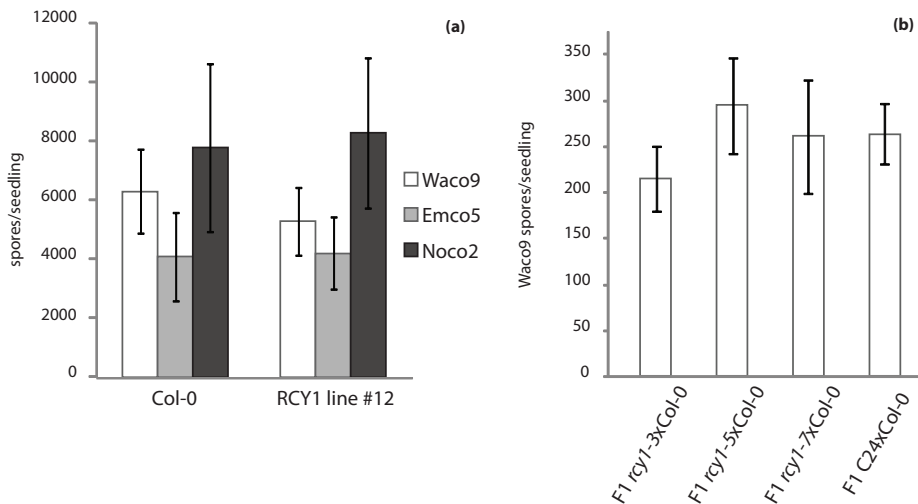 (a)
12000
10000
8000
6000
4000
2000
0
spores/seedling
Col-0
RCY1 line #12
Waco9
Emco5
Noco2
(b)
350
300
250
200
150
100
50
0
Waco9 spores/seedling
F1 rcy1-3xCol-0
F1 rcy1-5xCol-0
F1 rcy1-7xCol-0
F1 C24xCol-0